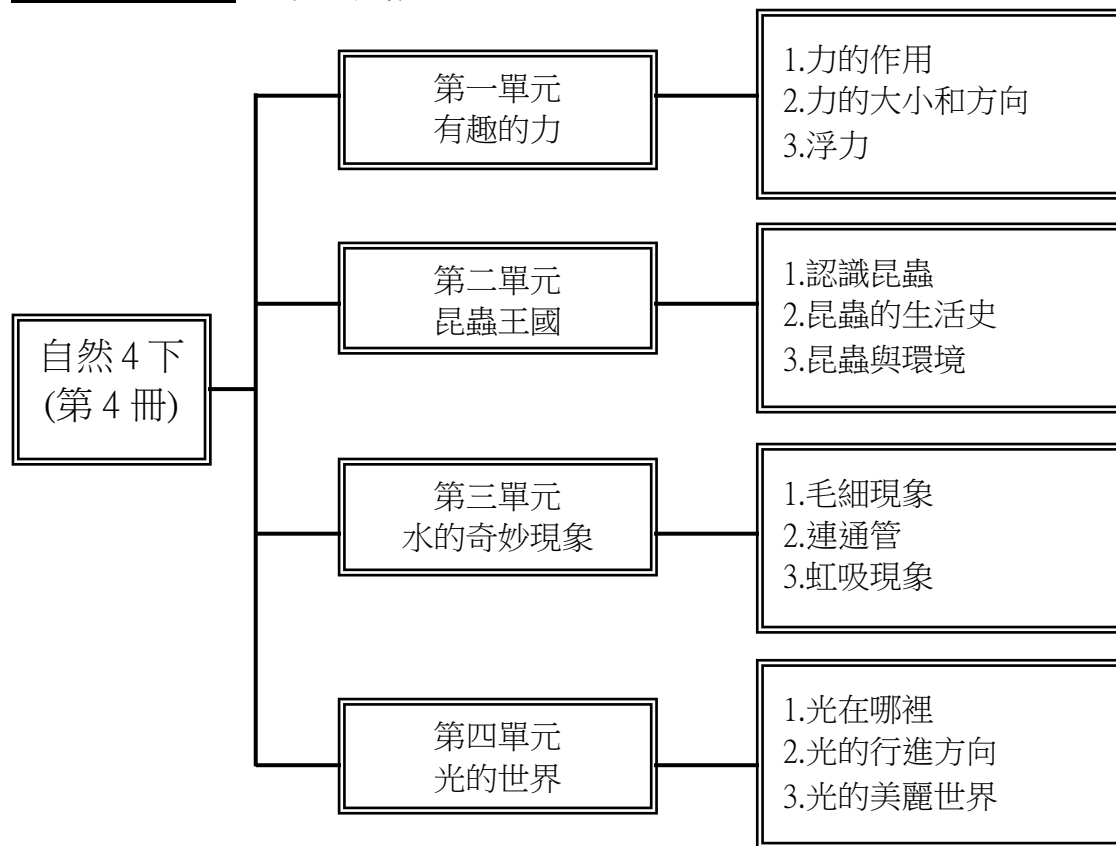 自然4下
(第4冊)
第一單元
有趣的力
1.力的作用
2.力的大小和方向
3.浮力
第二單元
昆蟲王國
1.認識昆蟲
2.昆蟲的生活史
3.昆蟲與環境
第三單元
水的奇妙現象
1.毛細現象
2.連通管
3.虹吸現象
第四單元
光的世界
1.光在哪裡
2.光的行進方向
3.光的美麗世界